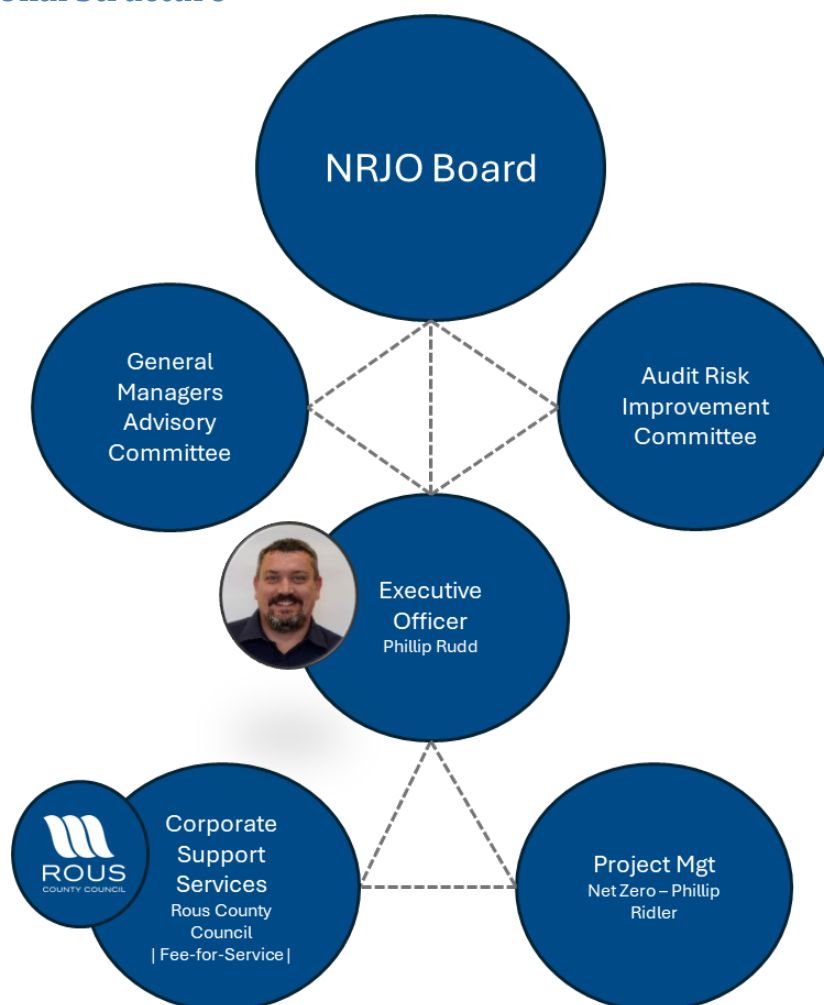 NRJO Board
General
Managers
Advisory
Committee
Audit Risk
Improvement
Committee
Executive
Officer
Phillip Rudd
ROUS
COUNTY COUNCIL
Corporate
Support
Services
Rous County
Council
| Fee-for-Service |
Project Mgt
Net Zero – Phillip
Ridler